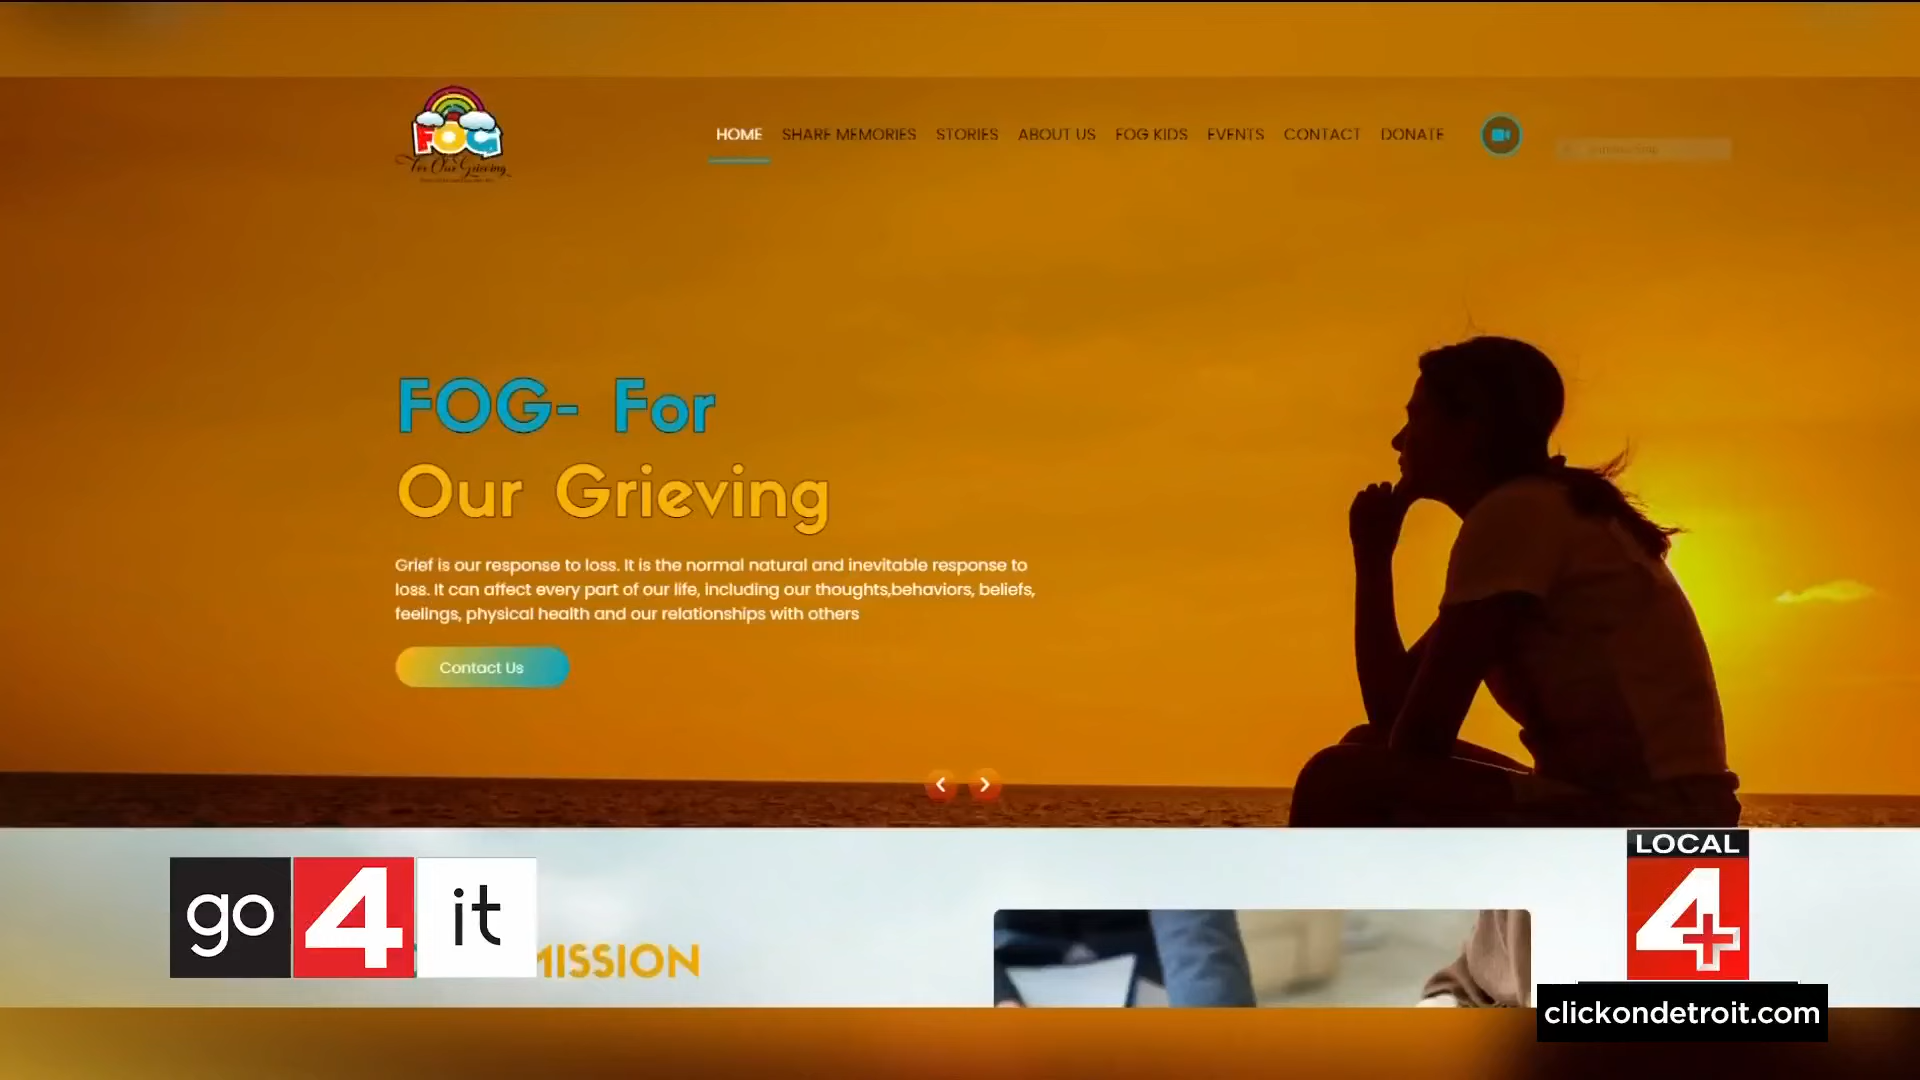 FOG
For Our Grieving
HOME SHARE MEMORIES STORIES ABOUT US FOG KIDS EVENTS CONTACT DONATE
FOG- For
Our Grieving
Grief is our response to loss. It is the normal natural and inevitable response to
loss. It can affect every part of our life, including our thoughts,behaviors, beliefs,
feelings, physical health and our relationships with others
Contact Us
LOCAL
4+
go 4 it
MISSION
clickondetroit.com